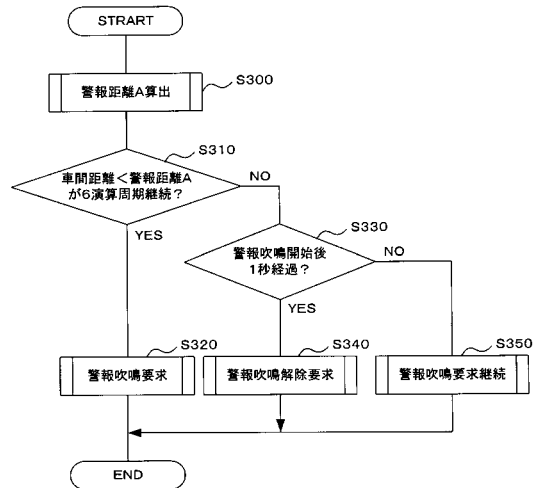 STRART
S300
警報距離A算出
S310
車間距離<警報距離A
が6演算周期継続?
NO
YES
S330
警報吹鳴開始後
1秒経過?
NO
YES
S320
警報吹鳴要求
S340
警報吹鳴解除要求
S350
警報吹鳴要求継続
END